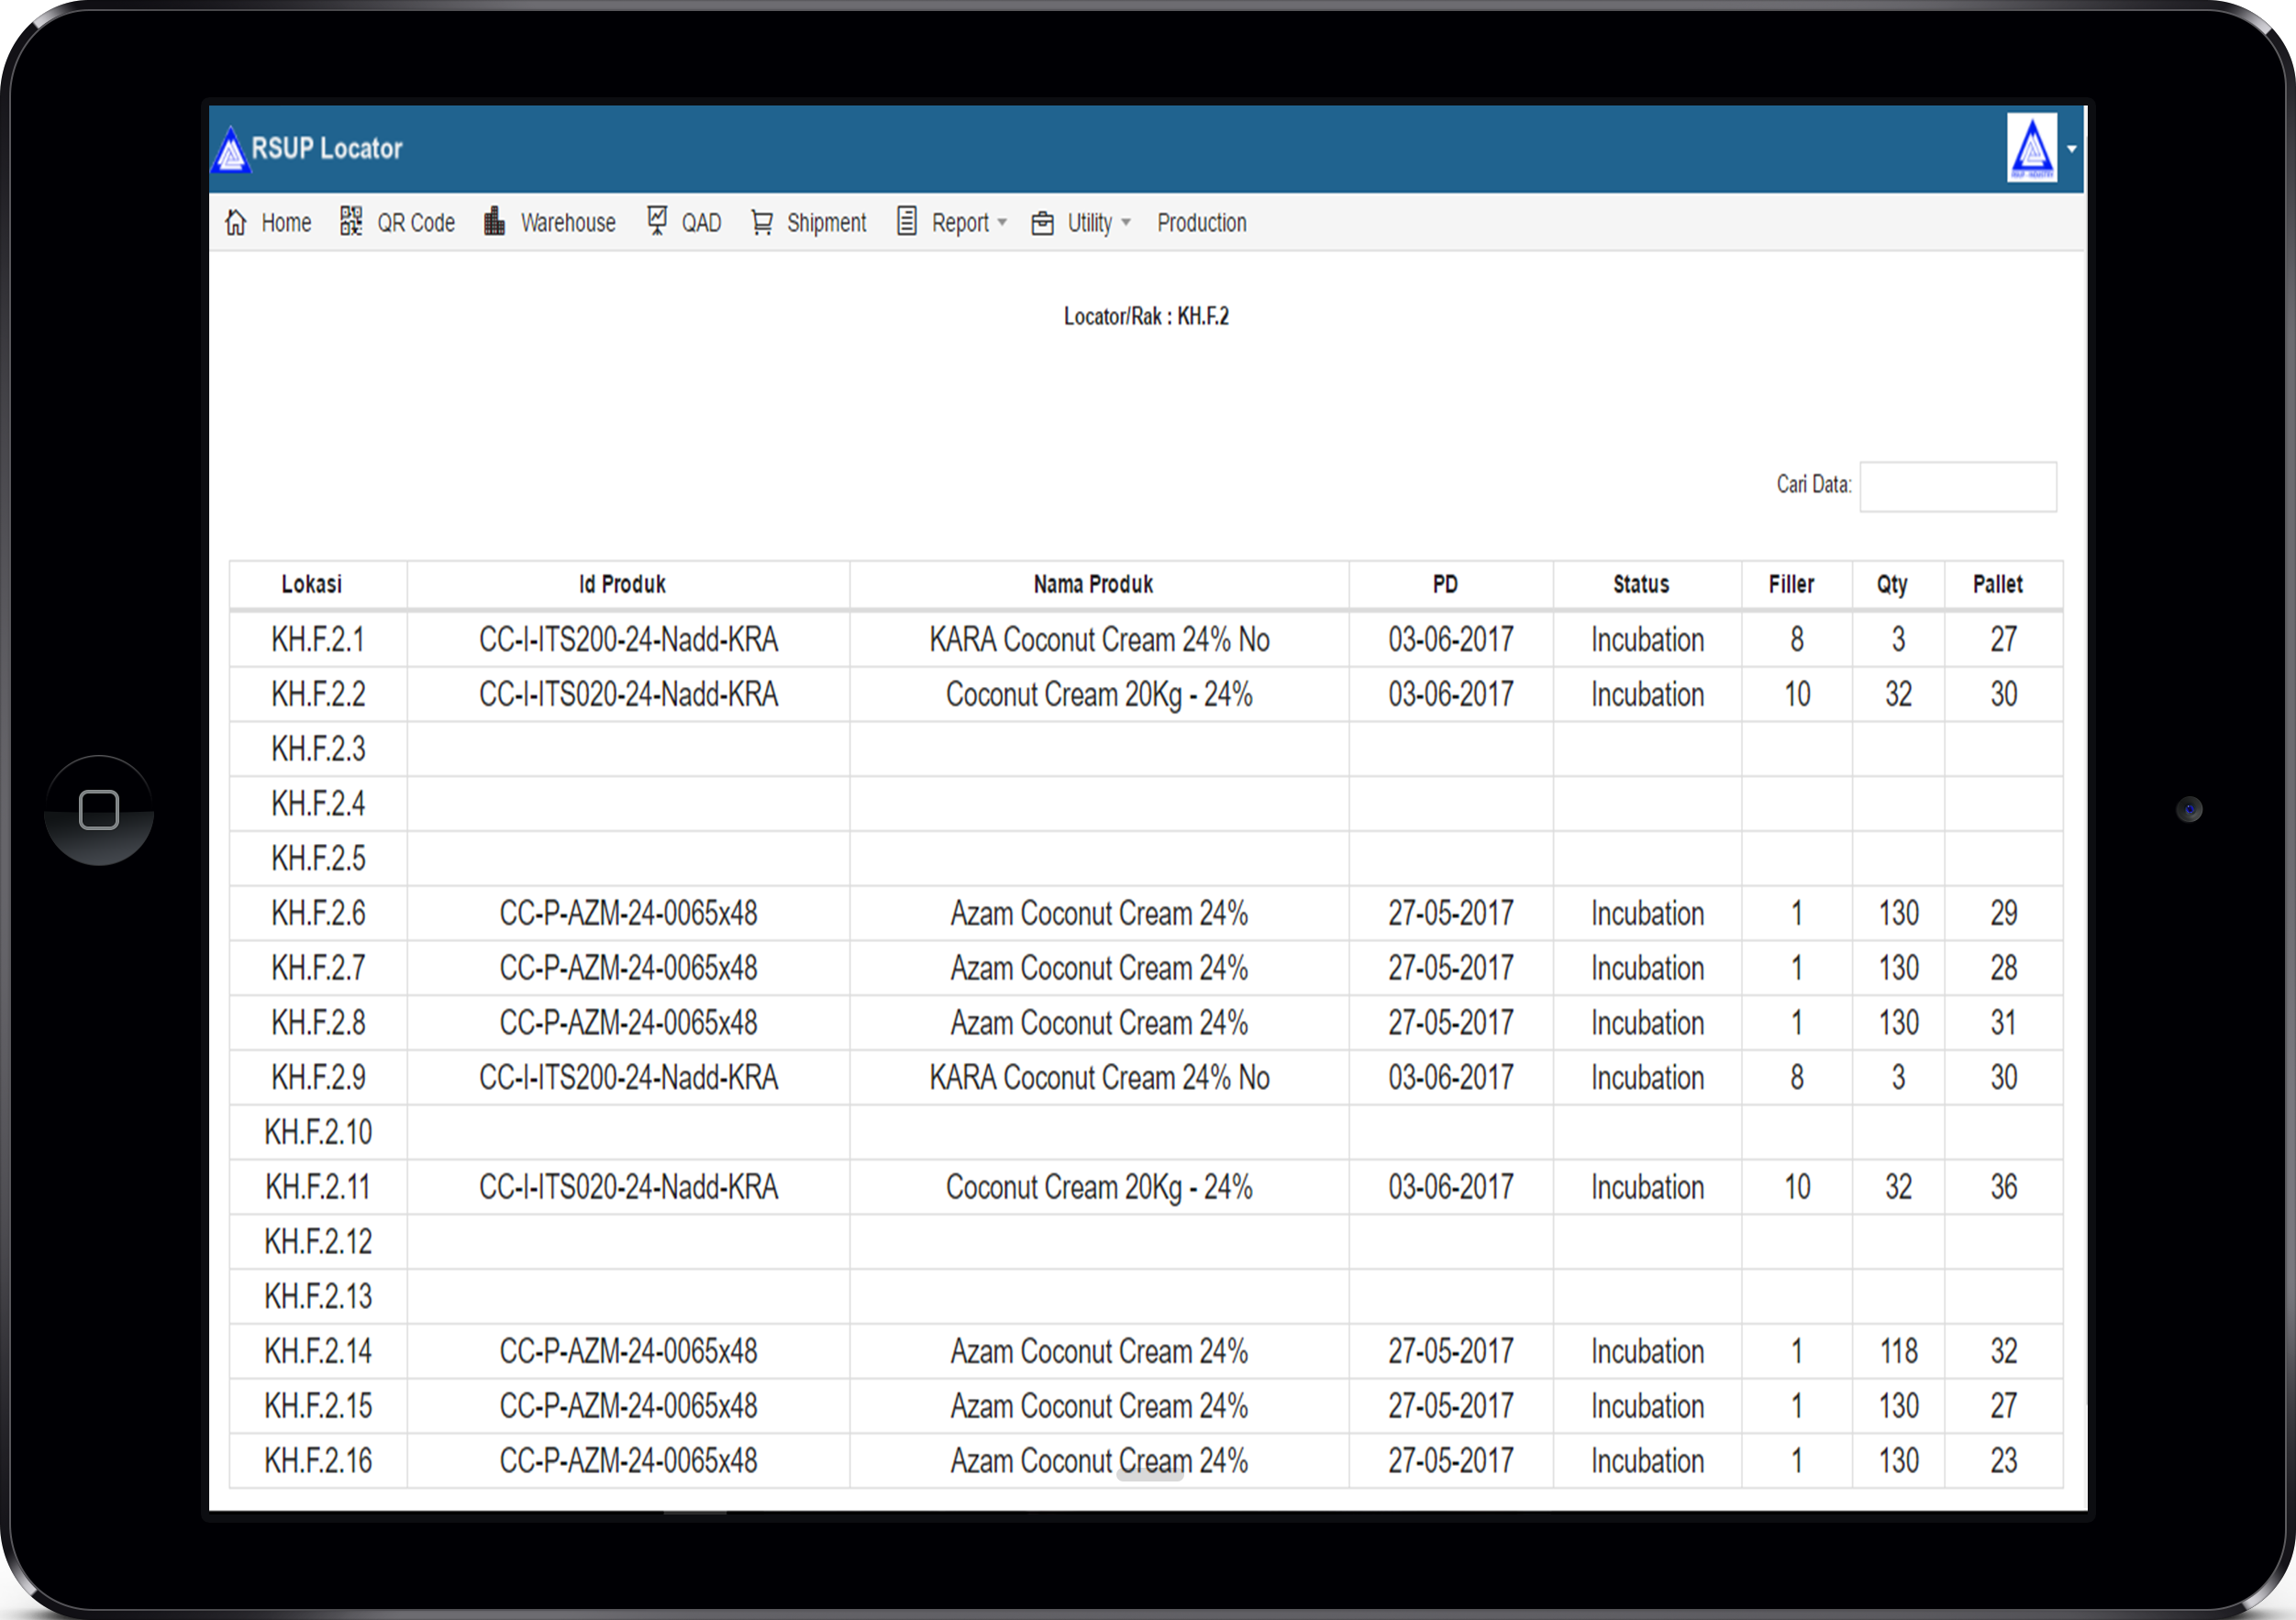 RSUP Locator
Home QR Code Warehouse QAD Shipment Report Utility Production
Locator/Rak : KH.F.2
Cari Data:
Lokasi Id Produk Nama Produk PD Status Filler Qty Pallet
KH.F.2.1 CC-I-ITS200-24-Nadd-KRA KARA Coconut Cream 24% No 03-06-2017 Incubation 8 3 27
KH.F.2.2 CC-I-ITS020-24-Nadd-KRA Coconut Cream 20Kg - 24% 03-06-2017 Incubation 10 32 30
KH.F.2.3
KH.F.2.4
KH.F.2.5
KH.F.2.6 CC-P-AZM-24-0065x48 Azam Coconut Cream 24% 27-05-2017 Incubation 1 130 29
KH.F.2.7 CC-P-AZM-24-0065x48 Azam Coconut Cream 24% 27-05-2017 Incubation 1 130 28
KH.F.2.8 CC-P-AZM-24-0065x48 Azam Coconut Cream 24% 27-05-2017 Incubation 1 130 31
KH.F.2.9 CC-I-ITS200-24-Nadd-KRA KARA Coconut Cream 24% No 03-06-2017 Incubation 8 3 30
KH.F.2.10
KH.F.2.11 CC-I-ITS020-24-Nadd-KRA Coconut Cream 20Kg - 24% 03-06-2017 Incubation 10 32 36
KH.F.2.12
KH.F.2.13
KH.F.2.14 CC-P-AZM-24-0065x48 Azam Coconut Cream 24% 27-05-2017 Incubation 1 118 32
KH.F.2.15 CC-P-AZM-24-0065x48 Azam Coconut Cream 24% 27-05-2017 Incubation 1 130 27
KH.F.2.16 CC-P-AZM-24-0065x48 Azam Coconut Cream 24% 27-05-2017 Incubation 1 130 23